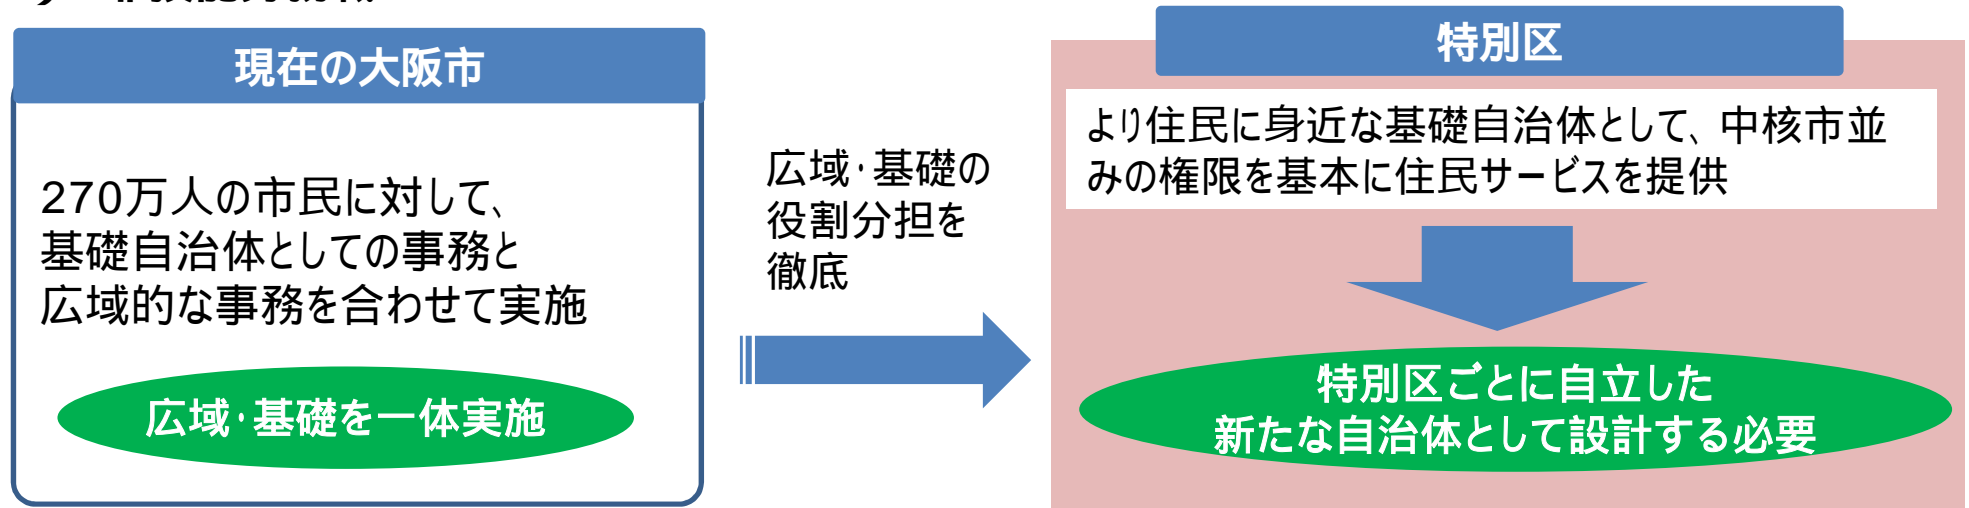 現在の大阪市
270万人の市民に対して、
基礎自治体としての事務と
広域的な事務を合わせて実施
広域・基礎を一体実施
広域・基礎の
役割分担を
徹底
特別区
より住民に身近な基礎自治体として、中核市並
みの権限を基本に住民サービスを提供
特別区ごとに自立した
新たな自治体として設計する必要